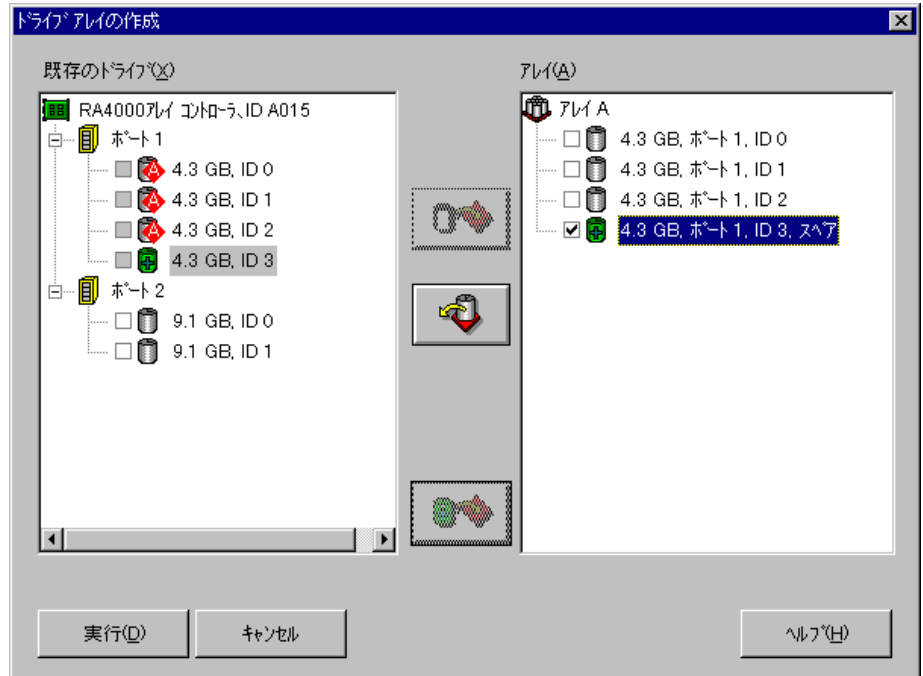 ﾄﾞﾗｲﾌﾞ ｱﾚｲの作成
既存のﾄﾞﾗｲﾌﾞ(X)
RA4000ｱﾚｲ ｺﾝﾄﾛｰﾗ､ID A015
ﾎﾟｰﾄ 1
4.3 GB, ID 0
4.3 GB, ID 1
4.3 GB, ID 2
4.3 GB, ID 3
ﾎﾟｰﾄ 2
9.1 GB, ID 0
9.1 GB, ID 1
ｱﾚｲ(A)
ｱﾚｲ A
4.3 GB, ﾎﾟｰﾄ 1, ID 0
4.3 GB, ﾎﾟｰﾄ 1, ID 1
4.3 GB, ﾎﾟｰﾄ 1, ID 2
4.3 GB, ﾎﾟｰﾄ 1, ID 3, ｽﾍﾟｱ
実行(D)
ｷｬﾝｾﾙ
ﾍﾙﾌﾟ(H)